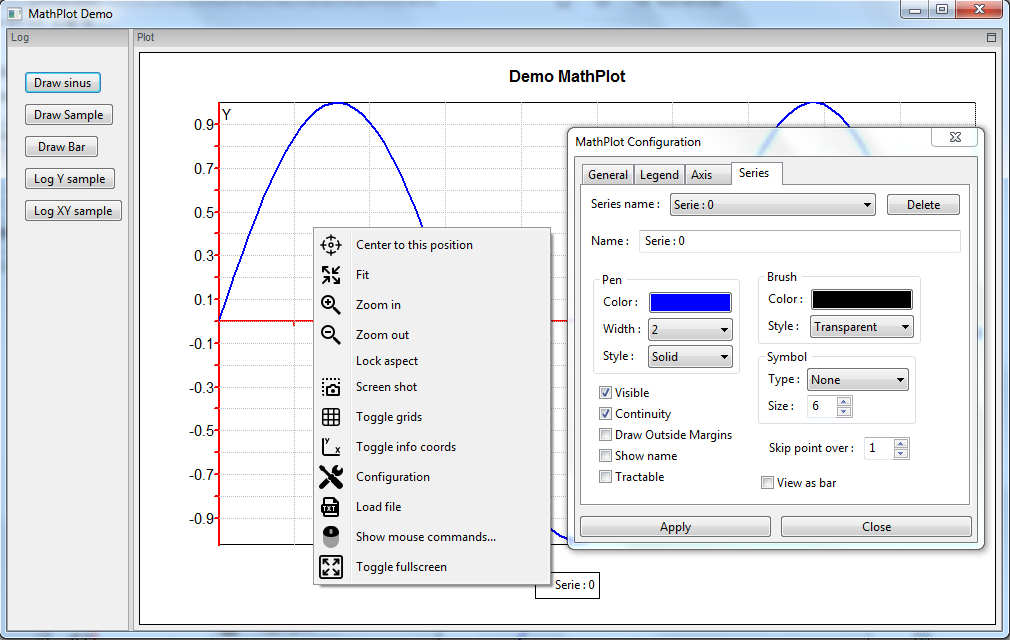 MathPlot Demo
Log
Plot
Draw sinus
Draw Sample
Draw Bar
Log Y sample
Log XY sample
Demo MathPlot
Y
0.9
0.7
0.5
0.3
0.1
-0.1
-0.3
-0.5
-0.7
-0.9
Center to this position
Fit
Zoom in
Zoom out
Lock aspect
Screen shot
Toggle grids
Y x Toggle info coords
Configuration
TXT Load file
Show mouse commands...
Toggle fullscreen
Serie : 0
MathPlot Configuration
General Legend Axis Series
Series name : Serie : 0 Delete
Name : Serie : 0
Pen
Color :
Width : 2
Style : Solid
Brush
Color :
Style : Transparent
Symbol
Type : None
Size : 6
Visible
Continuity
Draw Outside Margins
Show name
Tractable
Skip point over : 1
View as bar
Apply Close